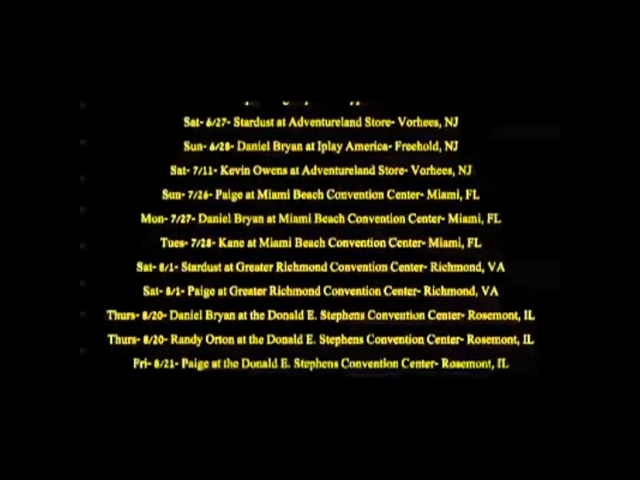 Sat- 6/27- Stardust at Adventureland Store- Vorhees, NJ
Sun- 6/28- Daniel Bryan at Iplay America- Freehold, NJ
Sat- 7/11- Kevin Owens at Adventureland Store- Vorhees, NJ
Sun- 7/26- Paige at Miami Beach Convention Center- Miami, FL
Mon- 7/27- Daniel Bryan at Miami Beach Convention Center- Miami, FL
Tues- 7/28- Kane at Miami Beach Convention Center- Miami, FL
Sat- 8/1- Stardust at Greater Richmond Convention Center- Richmond, VA
Sat- 8/1- Paige at Greater Richmond Convention Center- Richmond, VA
Thurs- 8/20- Daniel Bryan at the Donald E. Stephens Convention Center- Rosemont, IL
Thurs- 8/20- Randy Orton at the Donald E. Stephens Convention Center- Rosemont, IL
Fri- 8/21- Paige at the Donald E. Stephens Convention Center- Rosemont, IL